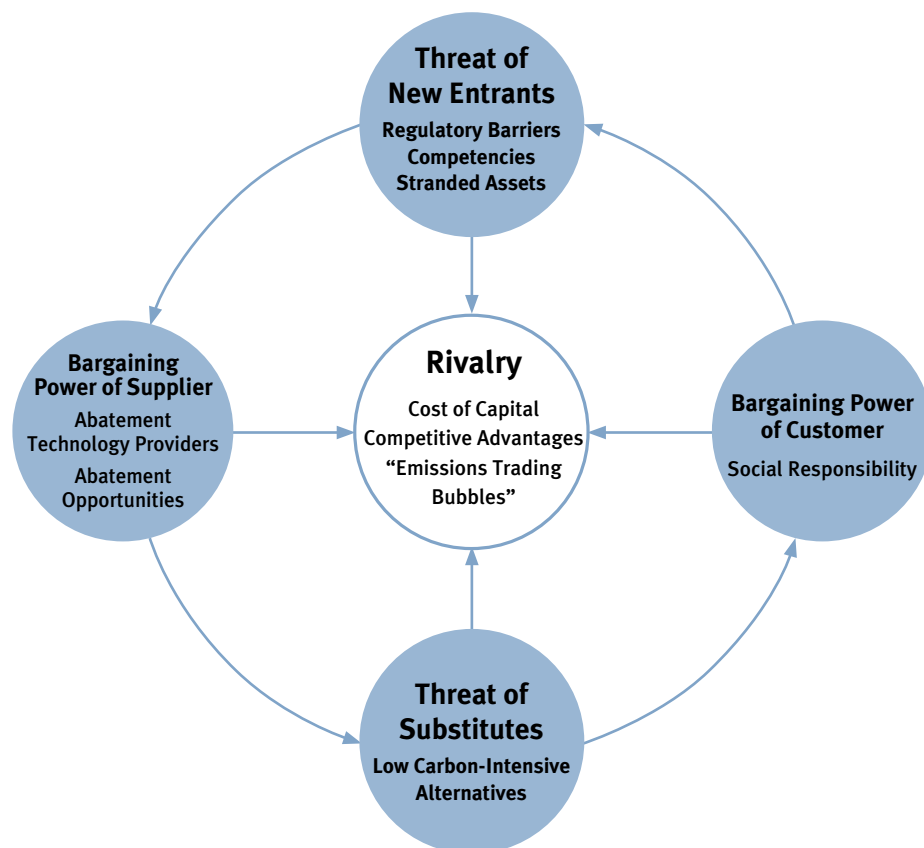 Threat of
New Entrants
Regulatory Barriers
Competencies
Stranded Assets
Bargaining
Power of Supplier
Abatement
Technology Providers
Abatement
Opportunities
Rivalry
Cost of Capital
Competitive Advantages
“Emissions Trading
Bubbles”
Bargaining Power
of Customer
Social Responsibility
Threat of
Substitutes
Low Carbon-Intensive
Alternatives